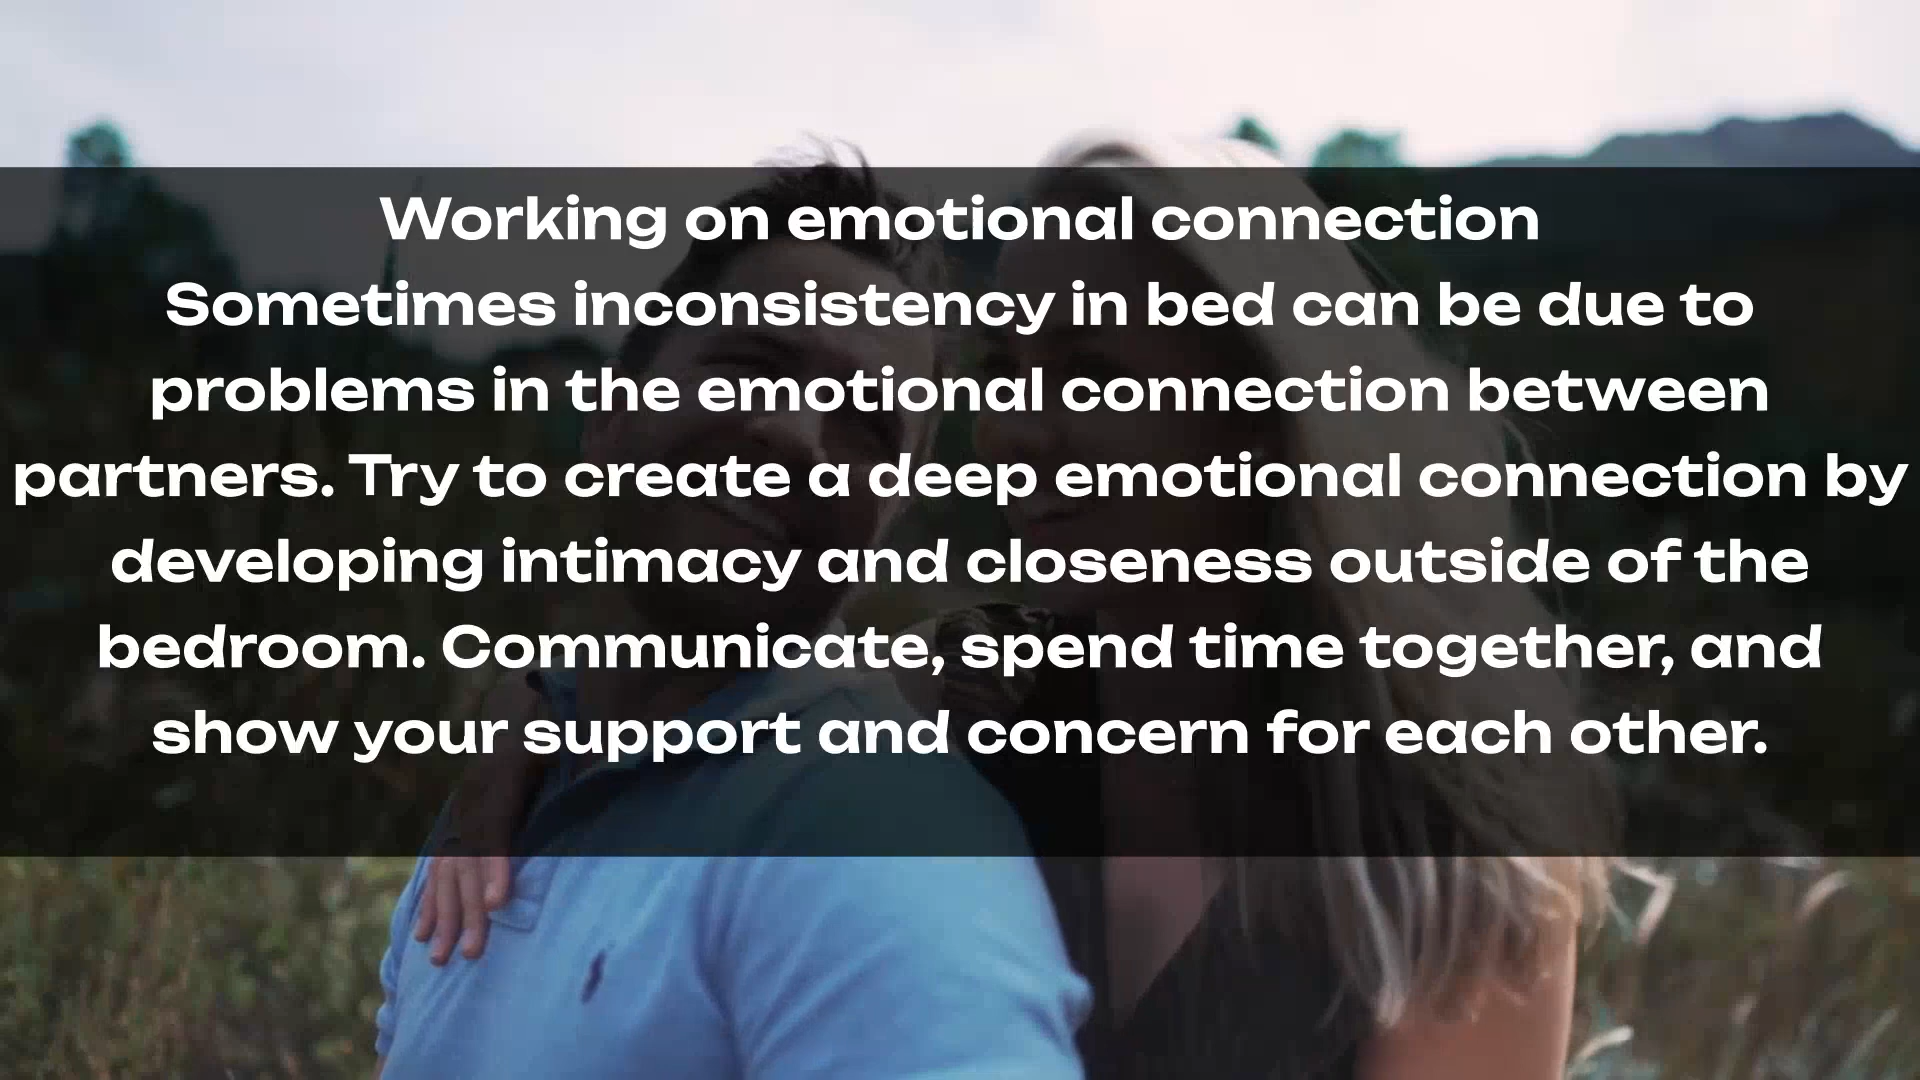 Working on emotional connection
Sometimes inconsistency in bed can be due to
problems in the emotional connection between
partners. Try to create a deep emotional connection by
developing intimacy and closeness outside of the
bedroom. Communicate, spend time together, and
show your support and concern for each other.